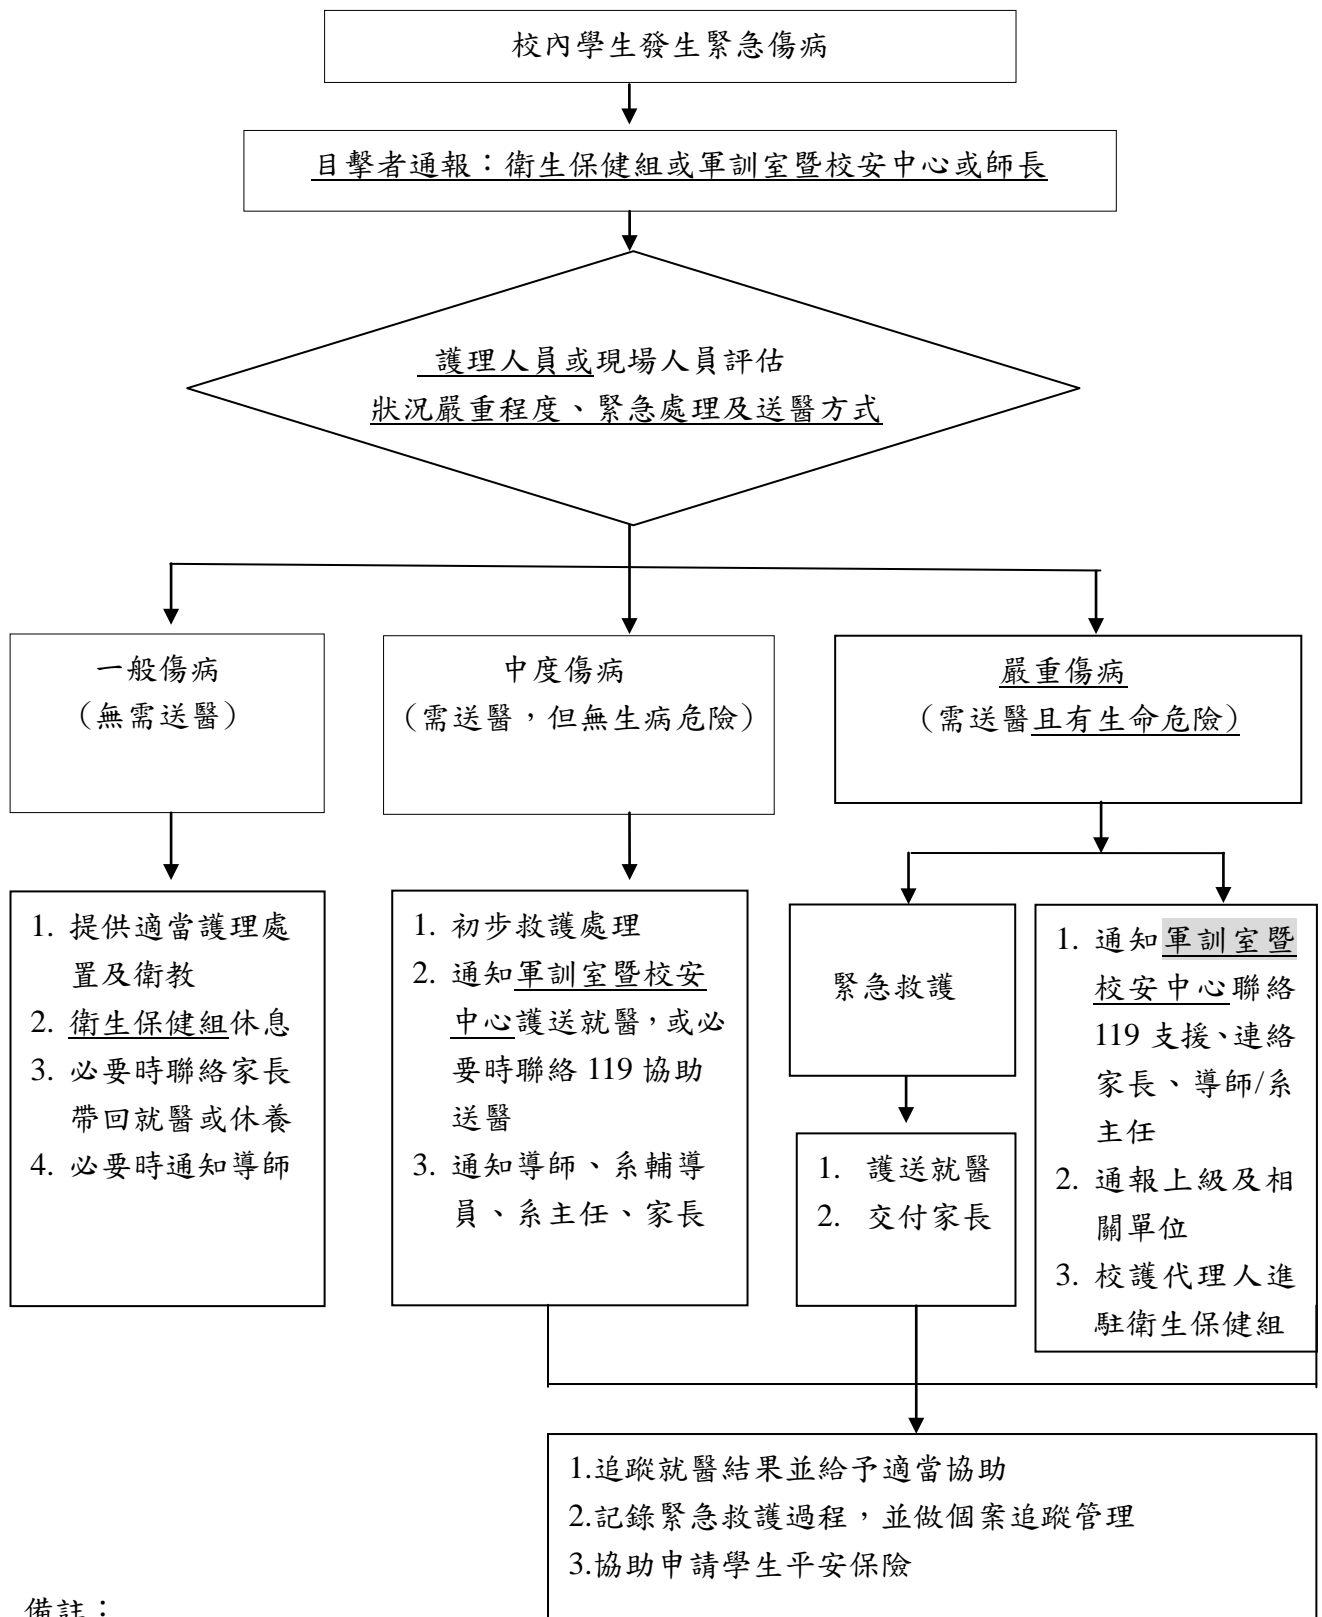 校內學生發生緊急傷病
目擊者通報：衛生保健組或軍訓室暨校安中心或師長
護理人員或現場人員評估
狀況嚴重程度、緊急處理及送醫方式
一般傷病
（無需送醫）
中度傷病
（需送醫，但無生病危險）
嚴重傷病
（需送醫且有生命危險）
1. 提供適當護理處
置及衛教
2. 衛生保健組休息
3. 必要時聯絡家長
帶回就醫或休養
4. 必要時通知導師
1. 初步救護處理
2. 通知軍訓室暨校安
中心護送就醫，或必
要時聯絡 119 協助
送醫
3. 通知導師、系輔導
員、系主任、家長
緊急救護
1. 護送就醫
2. 交付家長
1. 通知軍訓室暨
校安中心聯絡
119 支援、連絡
家長、導師/系
主任
2. 通報上級及相
關單位
3. 校護代理人進
駐衛生保健組
1.追蹤就醫結果並給予適當協助
2.記錄緊急救護過程，並做個案追蹤管理
3.協助申請學生平安保險
備註：